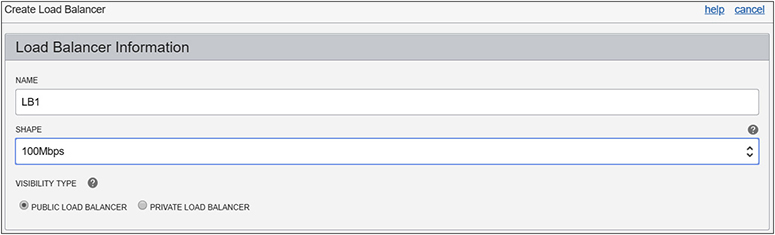 Create Load Balancer help cancel
Load Balancer Information
NAME
LB1
SHAPE ?
100Mbps
VISIBILITY TYPE ?
PUBLIC LOAD BALANCER PRIVATE LOAD BALANCER